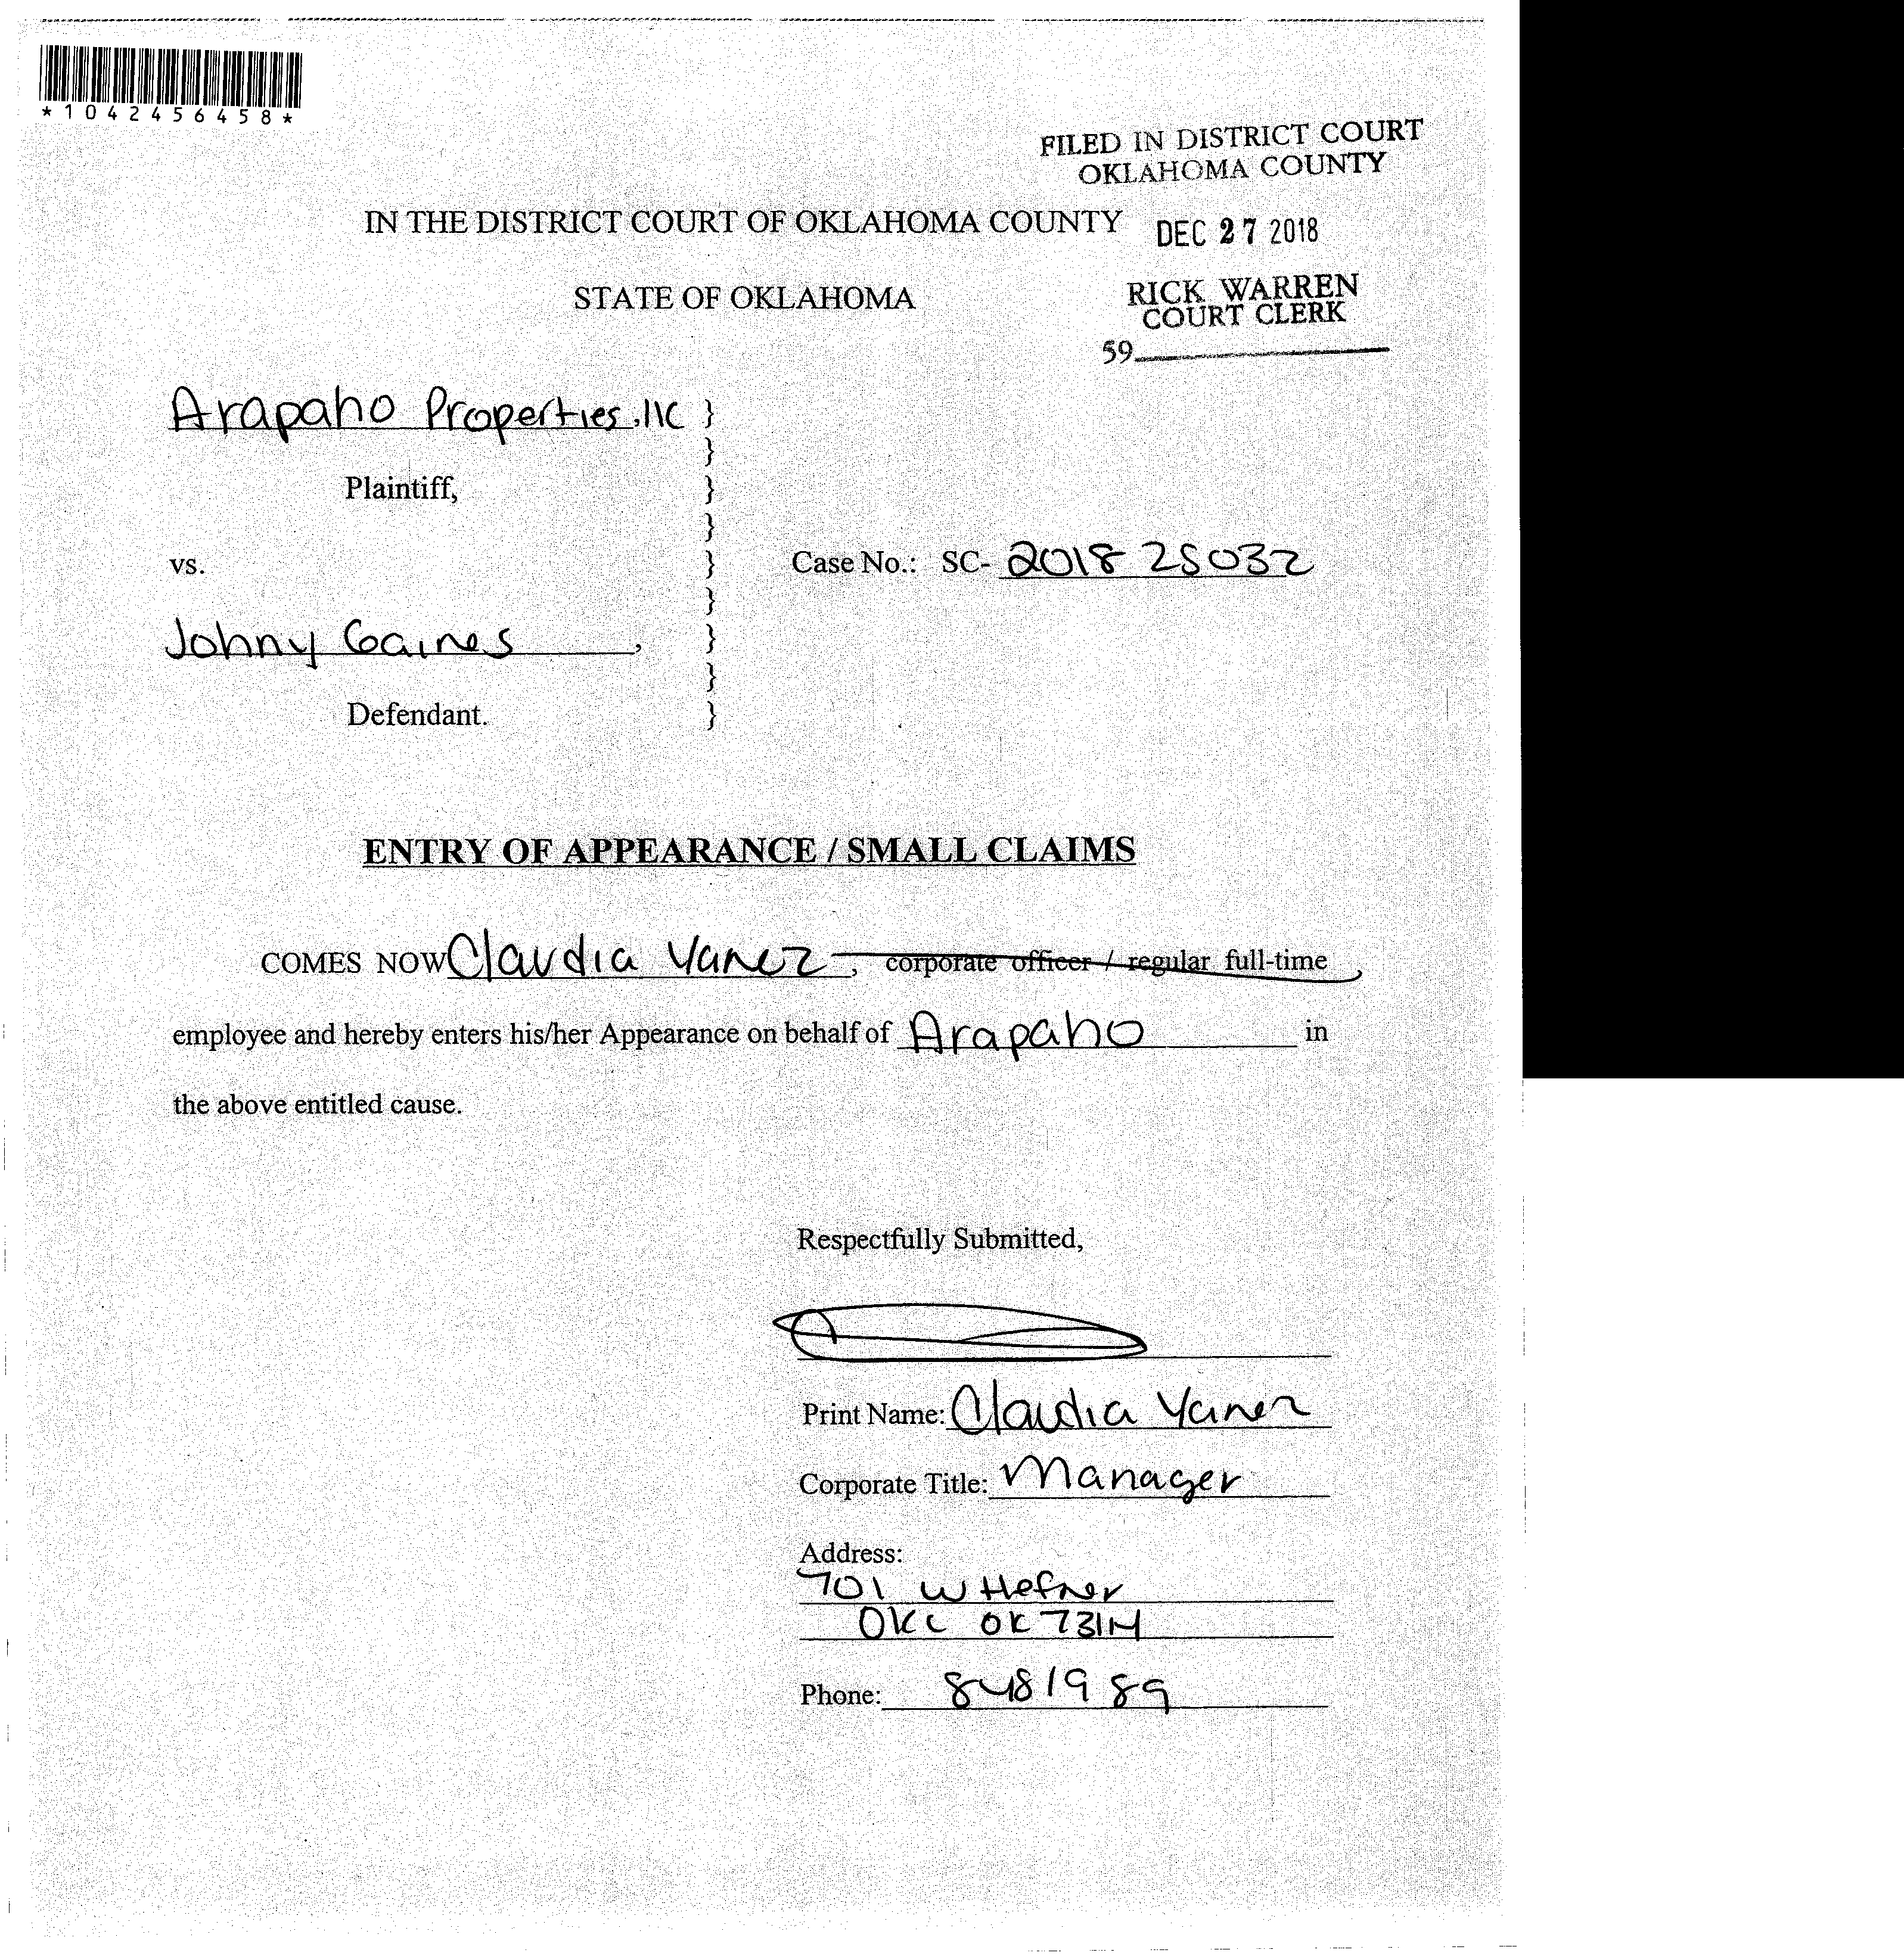 *1042456458*
FILED IN DISTRICT COURT
OKLAHOMA COUNTY
IN THE DISTRICT COURT OF OKLAHOMA COUNTY
DEC 27 2018
STATE OF OKLAHOMA
RICK WARREN
COURT CLERK
59
Arapaho Properties, llc }
}
Plaintiff, }
}
vs. } Case No.: SC- 2018 25032
}
Johny Gaines , }
}
Defendant. }
ENTRY OF APPEARANCE / SMALL CLAIMS
COMES NOW Claudia Yanez, corporate officer / regular full-time
employee and hereby enters his/her Appearance on behalf of Arapaho in
the above entitled cause.
Respectfully Submitted,
Print Name: Claudia Yanez
Corporate Title: Manager
Address:
701 W Hefner
OKC OK 73114
Phone: 8481989